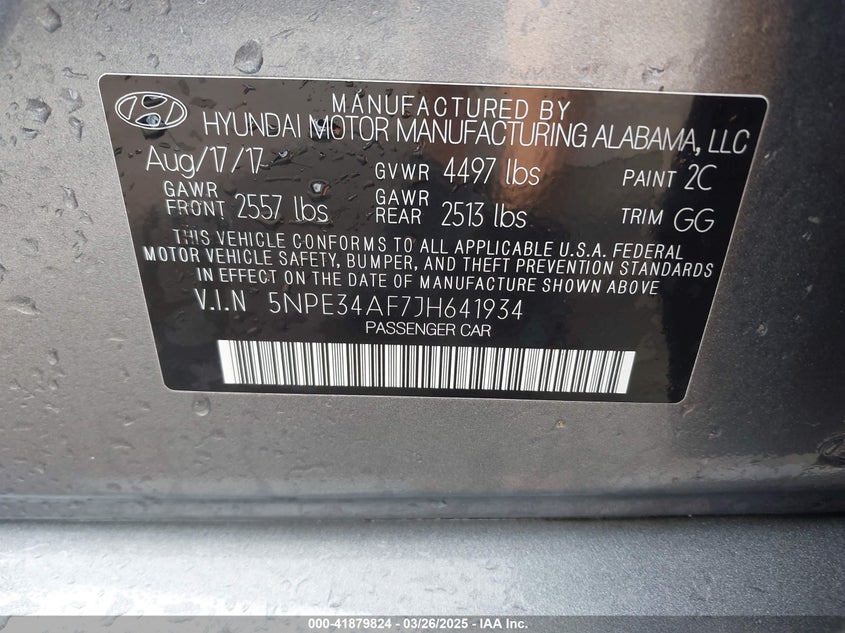 MANUFACTURED BY
HYUNDAI MOTOR MANUFACTURING ALABAMA, LLC
Aug/17/17 GVWR 4497 lbs PAINT 2C
GAWR FRONT 2557 lbs GAWR REAR 2513 lbs TRIM GG
THIS VEHICLE CONFORMS TO ALL APPLICABLE U.S.A. FEDERAL
MOTOR VEHICLE SAFETY, BUMPER, AND THEFT PREVENTION STANDARDS
IN EFFECT ON THE DATE OF MANUFACTURE SHOWN ABOVE.
V.I.N 5NPE34AF7JH641934
PASSENGER CAR
000-41879824 / 03/26/2025 / IAA Inc.